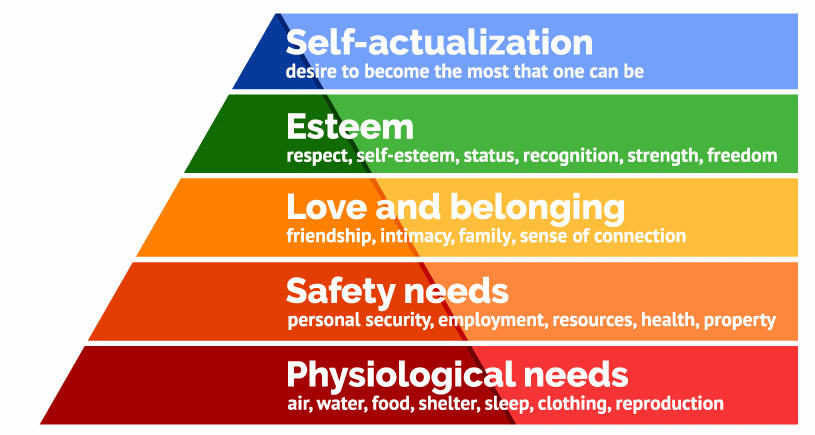 Self-actualization
desire to become the most that one can be
Esteem
respect, self-esteem, status, recognition, strength, freedom
Love and belonging
friendship, intimacy, family, sense of connection
Safety needs
personal security, employment, resources, health, property
Physiological needs
air, water, food, shelter, sleep, clothing, reproduction